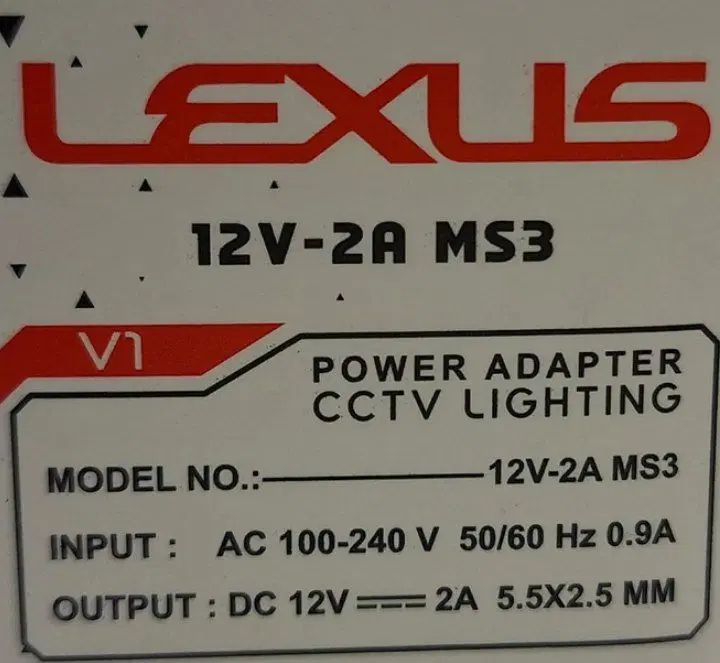 LEXUS
12V-2A MS3
V1
POWER ADAPTER
CCTV LIGHTING
MODEL NO.:12V-2A MS3
INPUT : AC 100-240 V 50/60 Hz 0.9A
OUTPUT : DC 12V⎓2A 5.5X2.5 MM